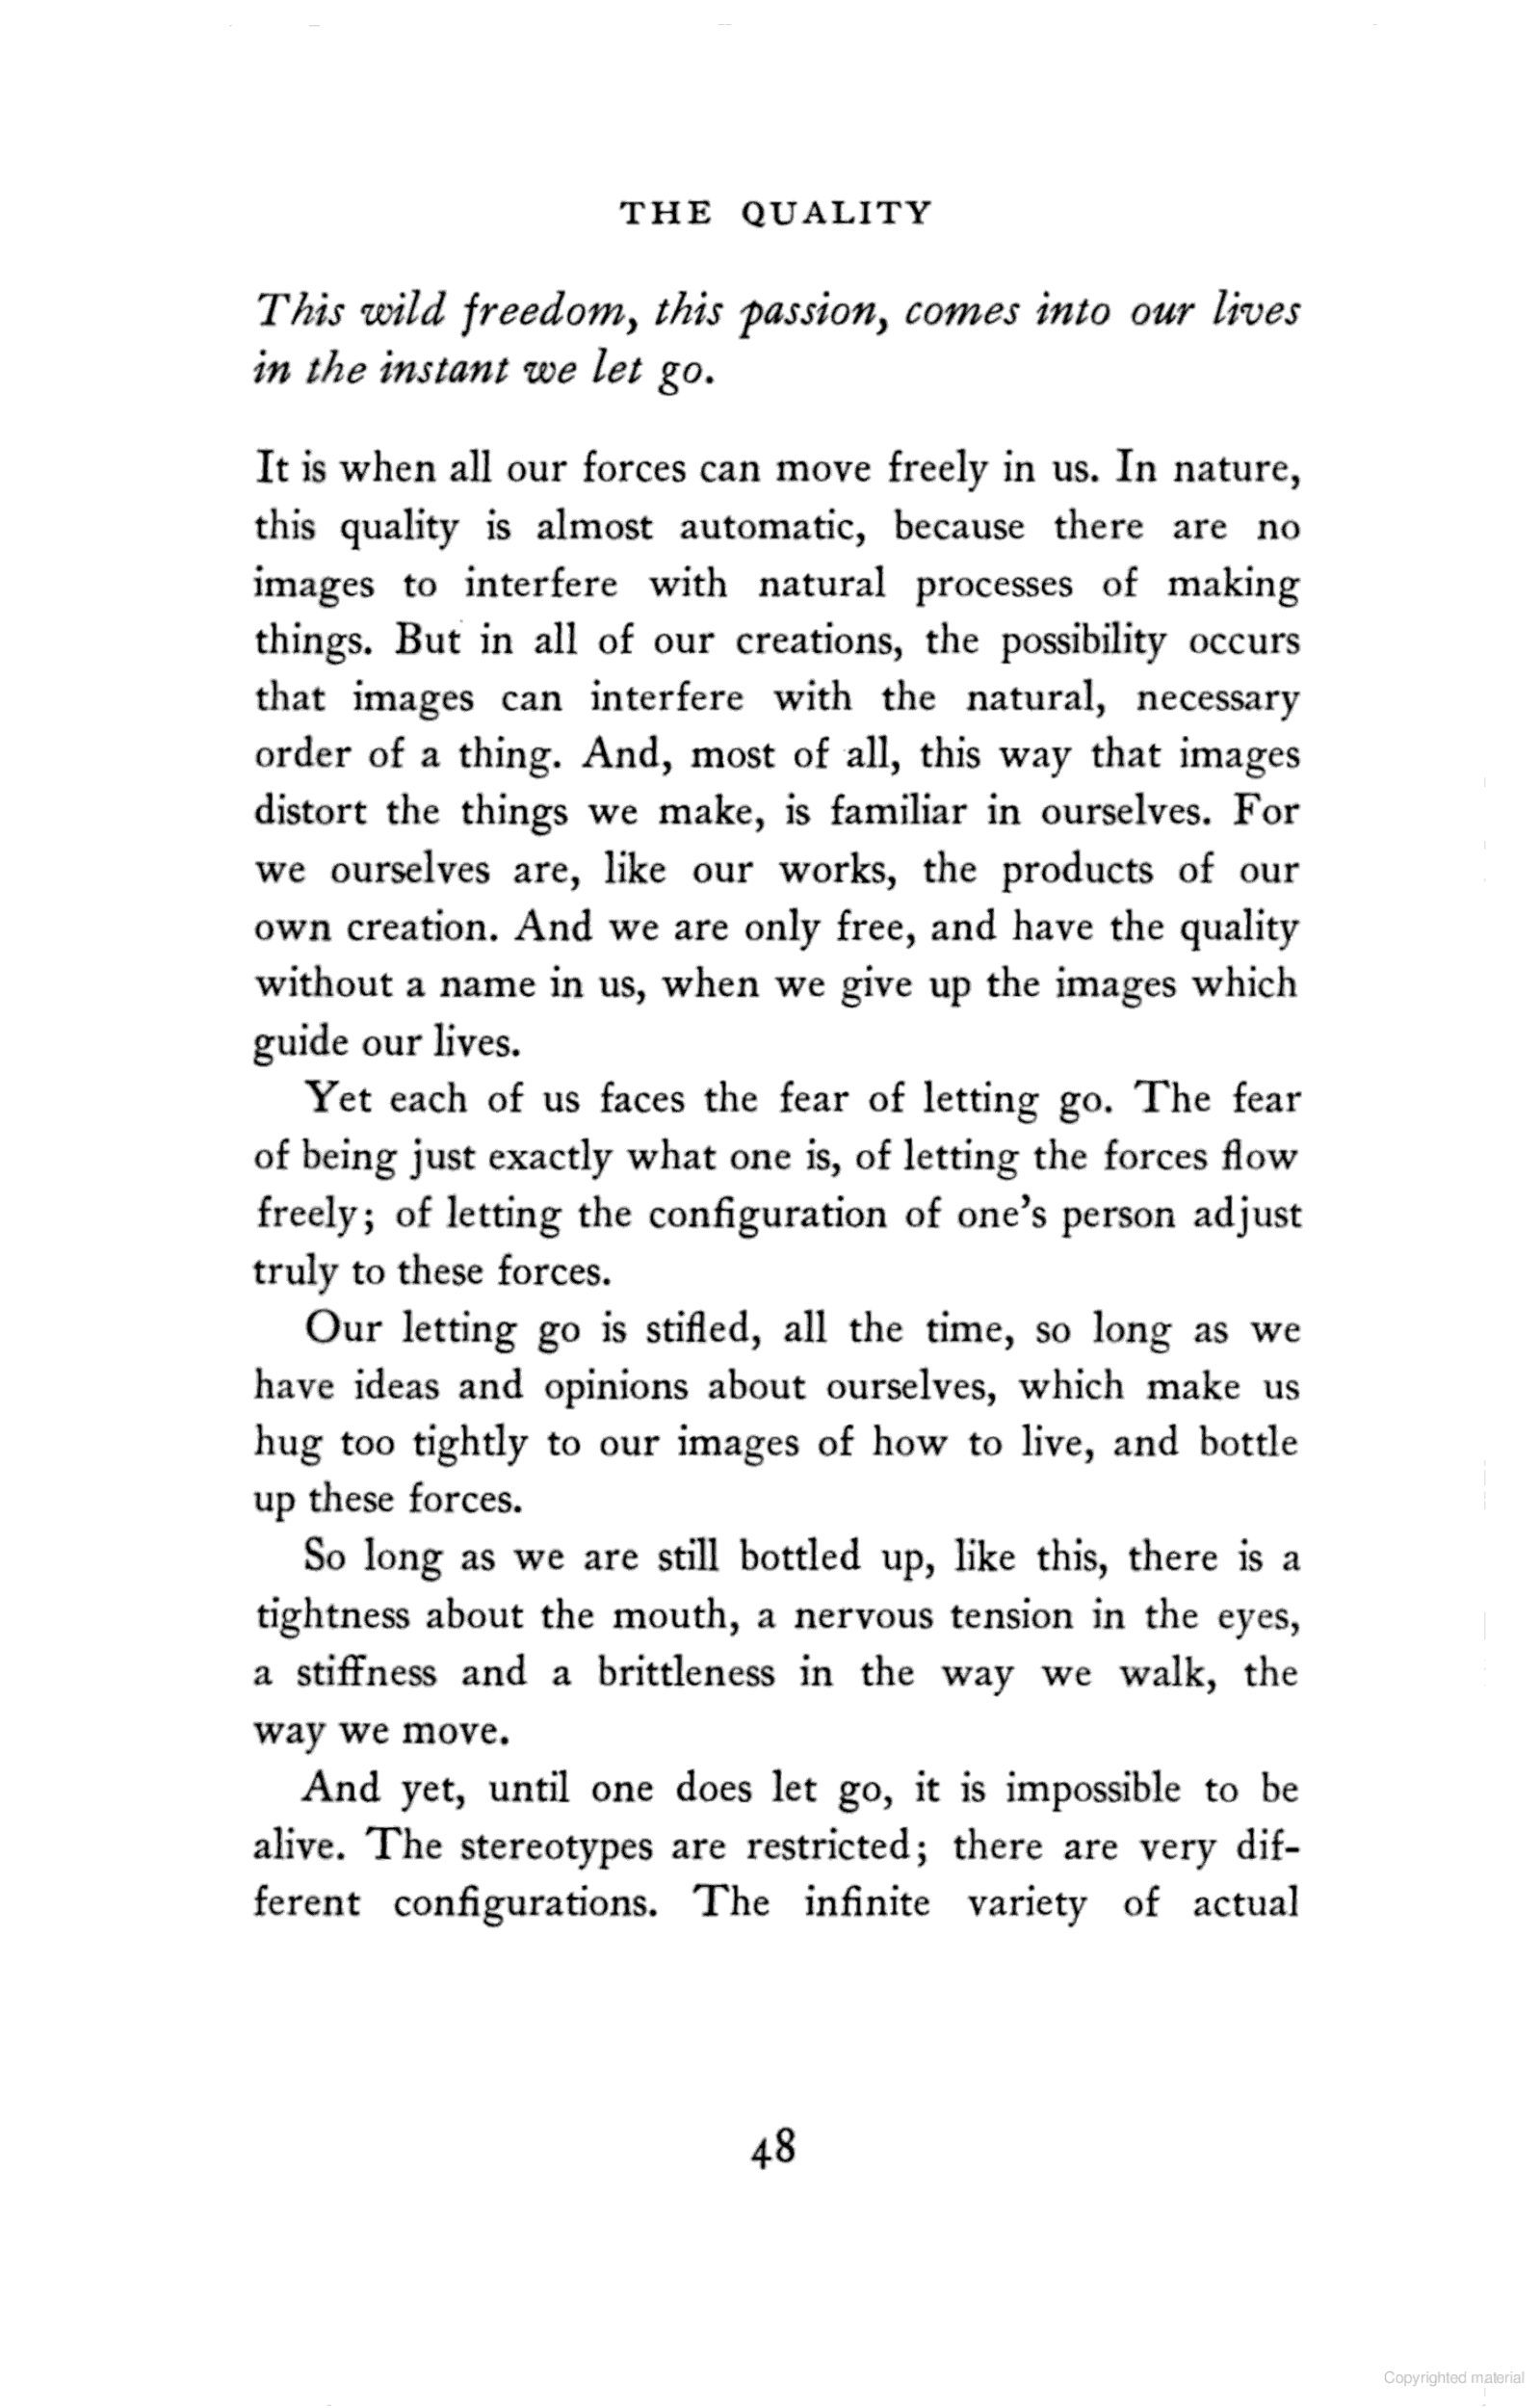 THE QUALITY
This wild freedom, this passion, comes into our lives
in the instant we let go.
It is when all our forces can move freely in us. In nature,
this quality is almost automatic, because there are no
images to interfere with natural processes of making
things. But in all of our creations, the possibility occurs
that images can interfere with the natural, necessary
order of a thing. And, most of all, this way that images
distort the things we make, is familiar in ourselves. For
we ourselves are, like our works, the products of our
own creation. And we are only free, and have the quality
without a name in us, when we give up the images which
guide our lives.
Yet each of us faces the fear of letting go. The fear
of being just exactly what one is, of letting the forces flow
freely; of letting the configuration of one's person adjust
truly to these forces.
Our letting go is stifled, all the time, so long as we
have ideas and opinions about ourselves, which make us
hug too tightly to our images of how to live, and bottle
up these forces.
So long as we are still bottled up, like this, there is a
tightness about the mouth, a nervous tension in the eyes,
a stiffness and a brittleness in the way we walk, the
way we move.
And yet, until one does let go, it is impossible to be
alive. The stereotypes are restricted; there are very dif-
ferent configurations. The infinite variety of actual
48
Copyrighted material